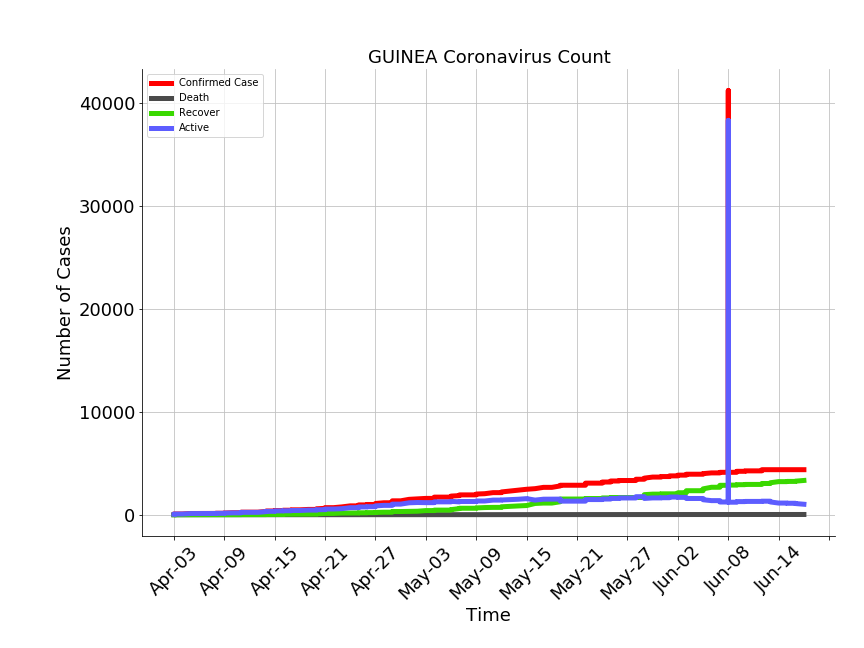 GUINEA Coronavirus Count
Confirmed Case
Death
Recover
Active
40000
30000
20000
10000
0
Number of Cases
Apr-03 Apr-09 Apr-15 Apr-21 Apr-27 May-03 May-09 May-15 May-21 May-27 Jun-02 Jun-08 Jun-14
Time